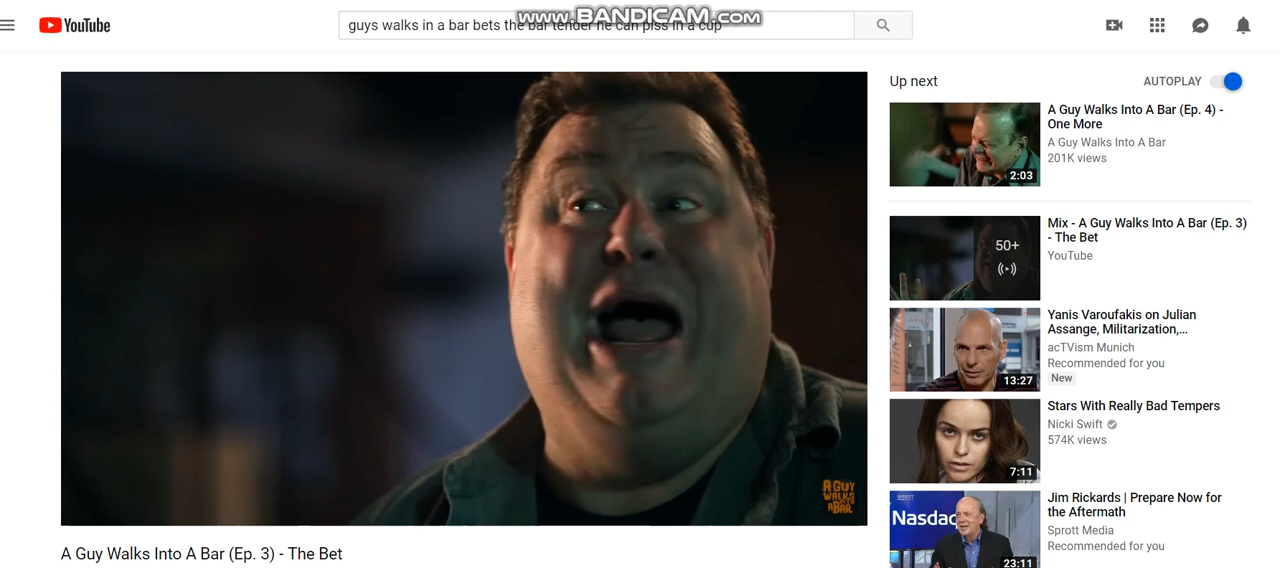 www.BANDICAM.com
YouTube
guys walks in a bar bets the bar tender he can piss in a cup
Up next
AUTOPLAY
A Guy Walks Into A Bar (Ep. 4) -
One More
A Guy Walks Into A Bar
201K views
2:03
Mix - A Guy Walks Into A Bar (Ep. 3)
- The Bet
YouTube
50+
Yanis Varoufakis on Julian
Assange, Militarization,...
acTVism Munich
Recommended for you
New
13:27
Stars With Really Bad Tempers
Nicki Swift
574K views
7:11
Jim Rickards | Prepare Now for
the Aftermath
Sprott Media
Recommended for you
SPROTT
Nasdaq
23:11
A GUY
WALKS
INTO
A BAR.
A Guy Walks Into A Bar (Ep. 3) - The Bet